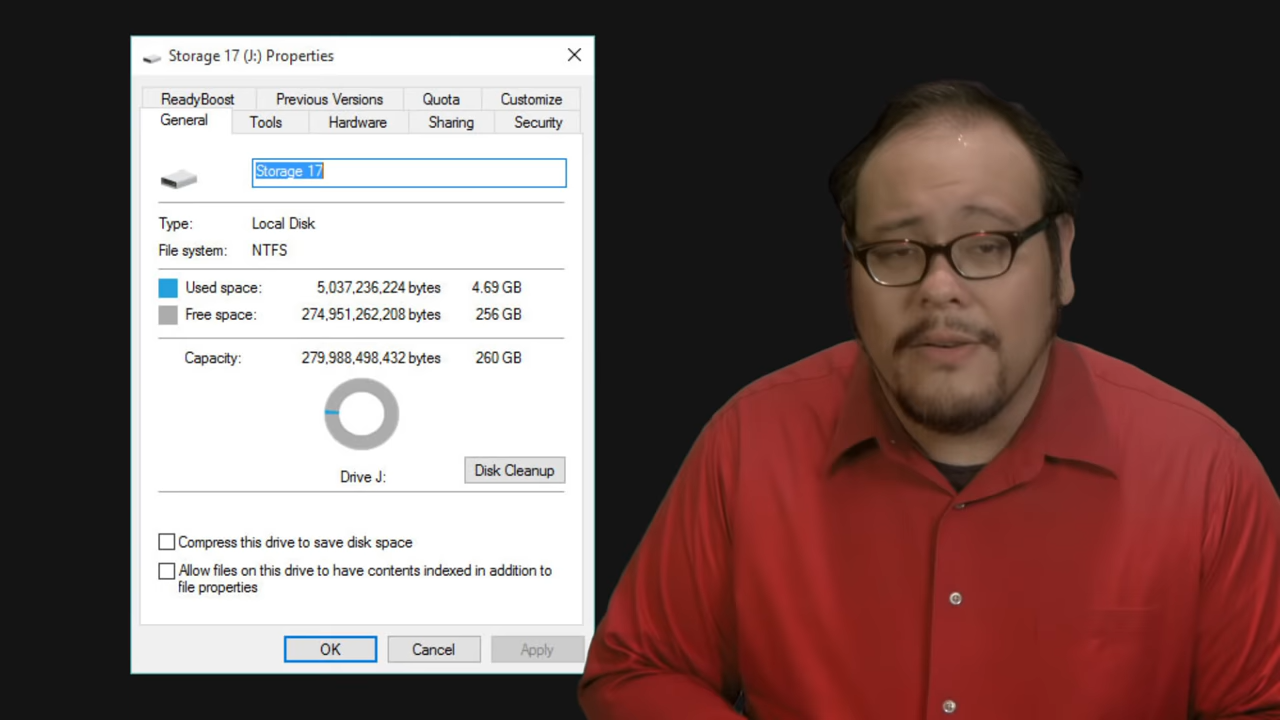 Storage 17 (J:) Properties
ReadyBoost Previous Versions Quota Customize
General Tools Hardware Sharing Security
Storage 17
Type: Local Disk
File system: NTFS
Used space: 5,037,236,224 bytes 4.69 GB
Free space: 274,951,262,208 bytes 256 GB
Capacity: 279,988,498,432 bytes 260 GB
Drive J:
Disk Cleanup
Compress this drive to save disk space
Allow files on this drive to have contents indexed in addition to
file properties
OK Cancel Apply